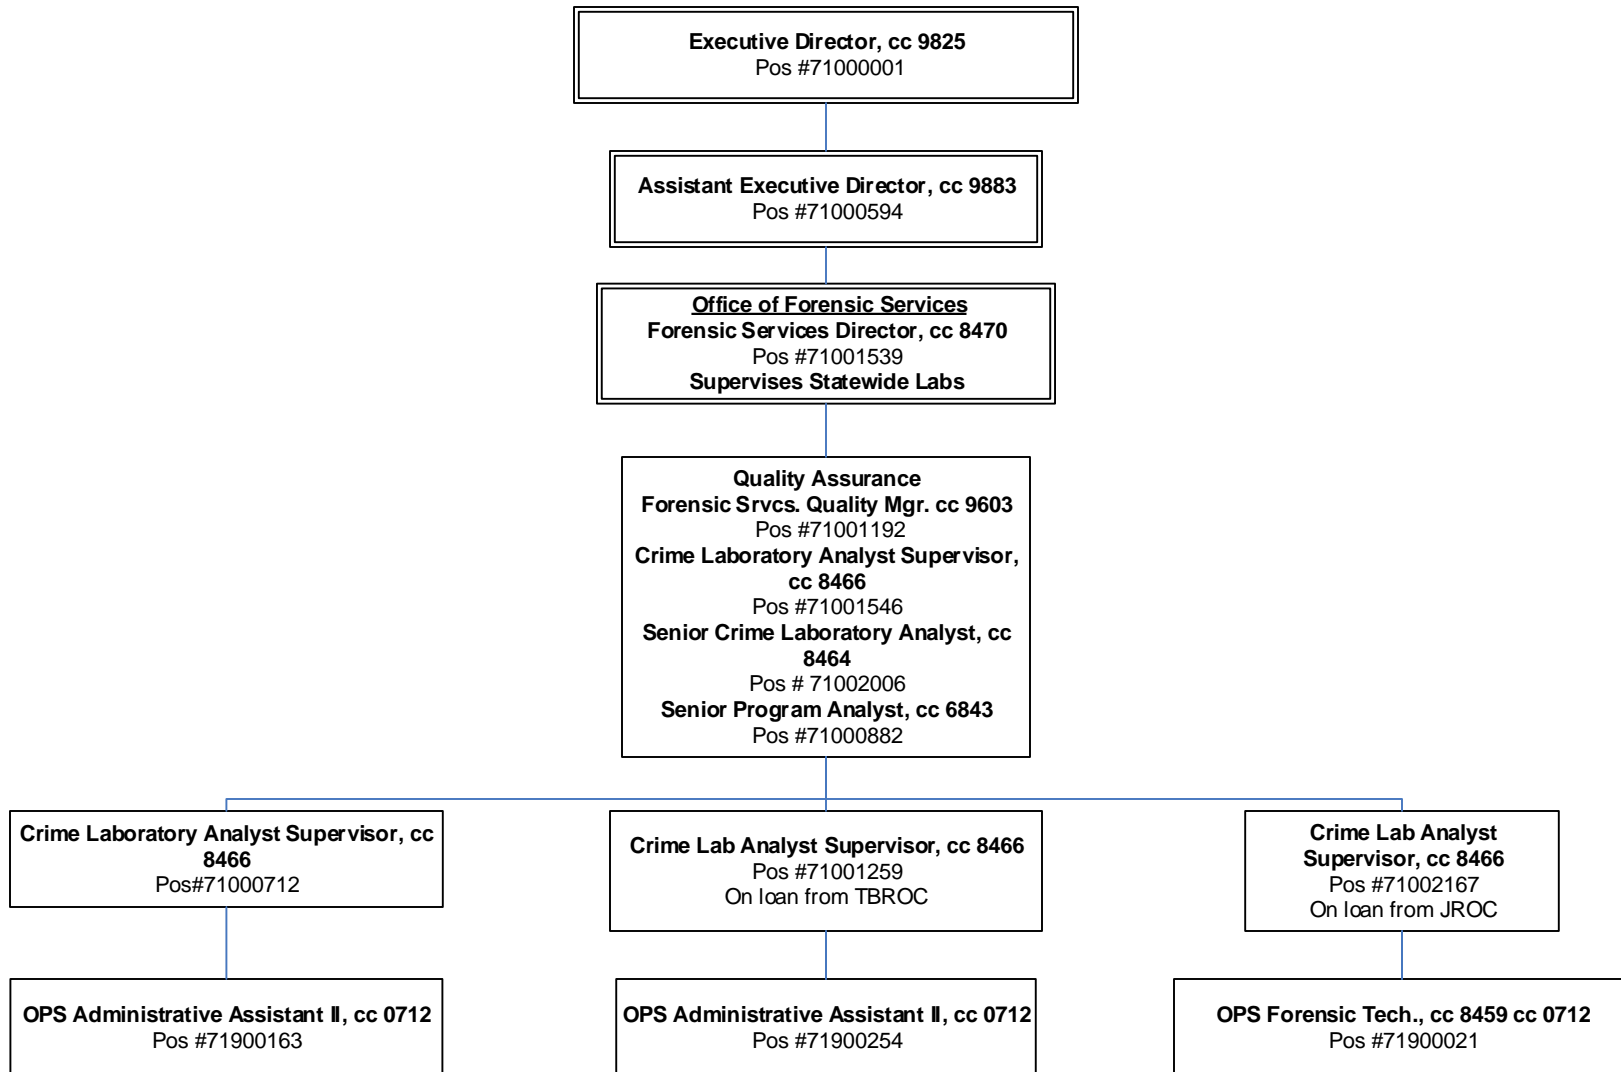 Executive Director, cc 9825
Pos #71000001
Assistant Executive Director, cc 9883
Pos #71000594
Office of Forensic Services
Forensic Services Director, cc 8470
Pos #71001539
Supervises Statewide Labs
Quality Assurance
Forensic Srvcs. Quality Mgr. cc 9603
Pos #71001192
Crime Laboratory Analyst Supervisor,
cc 8466
Pos #71001546
Senior Crime Laboratory Analyst, cc
8464
Pos # 71002006
Senior Program Analyst, cc 6843
Pos #71000882
Crime Laboratory Analyst Supervisor, cc
8466
Pos#71000712
Crime Lab Analyst Supervisor, cc 8466
Pos #71001259
On loan from TBROC
Crime Lab Analyst
Supervisor, cc 8466
Pos #71002167
On loan from JROC
OPS Administrative Assistant II, cc 0712
Pos #71900163
OPS Administrative Assistant II, cc 0712
Pos #71900254
OPS Forensic Tech., cc 8459 cc 0712
Pos #71900021